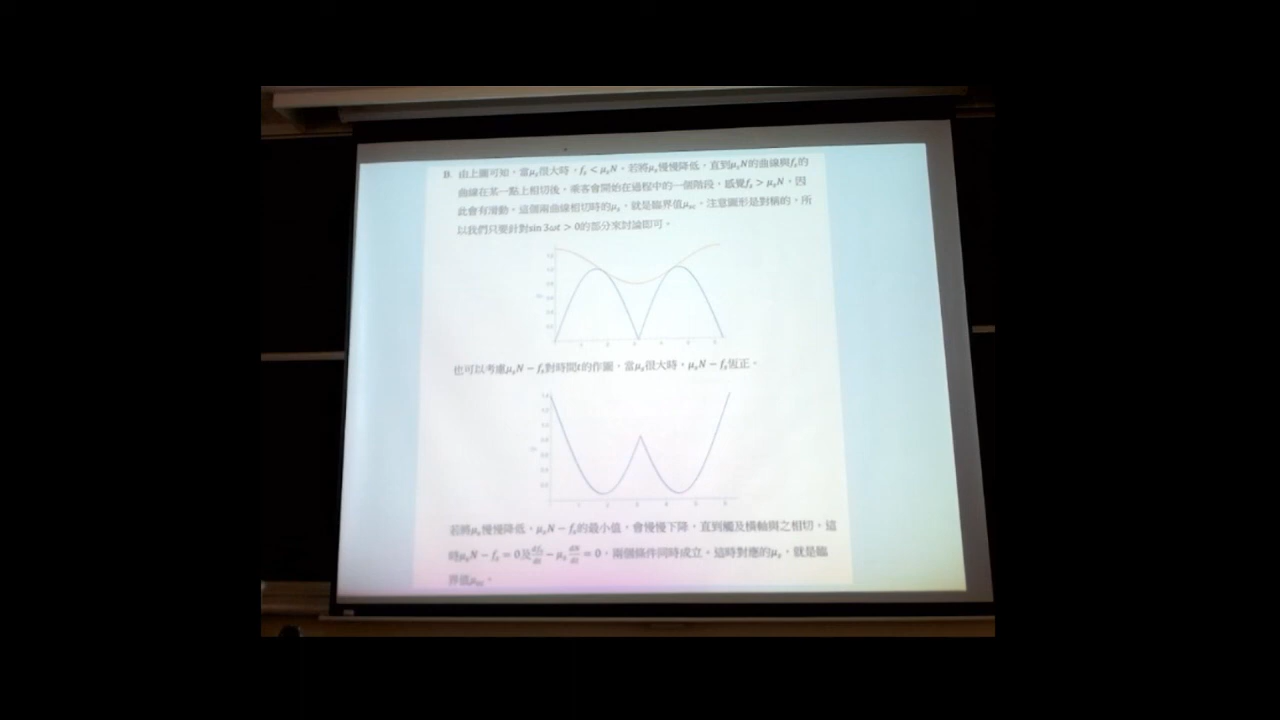 D. 由上圖可知，當μₛ很大時，fₛ < μₛN。若將μₛ慢慢降低，直到μₛN的曲線與fₛ的
曲線在某一點上相切後，乘客會開始在過程中的一個階段，感覺fₛ > μₛN，因
此會有滑動。這個兩曲線相切時的μₛ，就是臨界值μₛc。注意圖形是對稱的，所
以我們只要針對sin 3ωt > 0的部分來討論即可。
也可以考慮μₛN − fₛ對時間t的作圖，當μₛ很大時，μₛN − fₛ恆正。
若將μₛ慢慢降低，μₛN − fₛ的最小值，會慢慢下降，直到觸及橫軸與之相切。這
時μₛN − fₛ = 0及dfₛ/dt − μₛ dN/dt = 0，兩個條件同時成立。這時對應的μₛ，就是臨
界值μₛc。